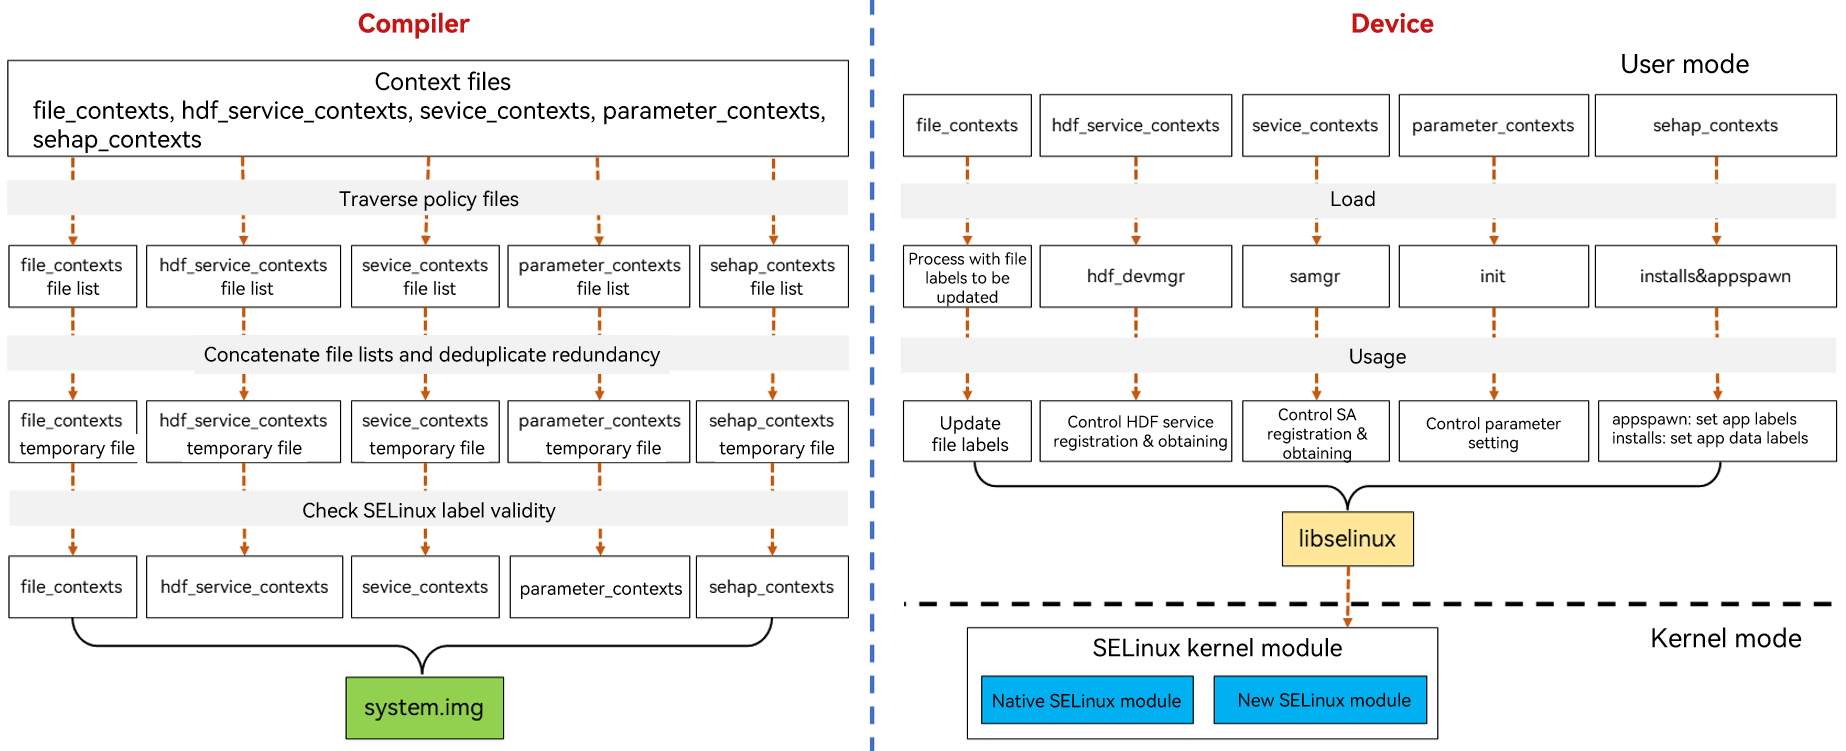 Compiler
Context files
file_contexts, hdf_service_contexts, sevice_contexts, parameter_contexts,
sehap_contexts
Traverse policy files
file_contexts
file list
hdf_service_contexts
file list
sevice_contexts
file list
parameter_contexts
file list
sehap_contexts
file list
Concatenate file lists and deduplicate redundancy
file_contexts
temporary file
hdf_service_contexts
temporary file
sevice_contexts
temporary file
parameter_contexts
temporary file
sehap_contexts
temporary file
Check SELinux label validity
file_contexts
hdf_service_contexts
sevice_contexts
parameter_contexts
sehap_contexts
system.img
Device
User mode
file_contexts
hdf_service_contexts
sevice_contexts
parameter_contexts
sehap_contexts
Load
Process with file
labels to be
updated
hdf_devmgr
samgr
init
installs&appspawn
Usage
Update
file labels
Control HDF service
registration & obtaining
Control SA
registration &
obtaining
Control parameter
setting
appspawn: set app labels
installs: set app data labels
libselinux
Kernel mode
SELinux kernel module
Native SELinux module
New SELinux module